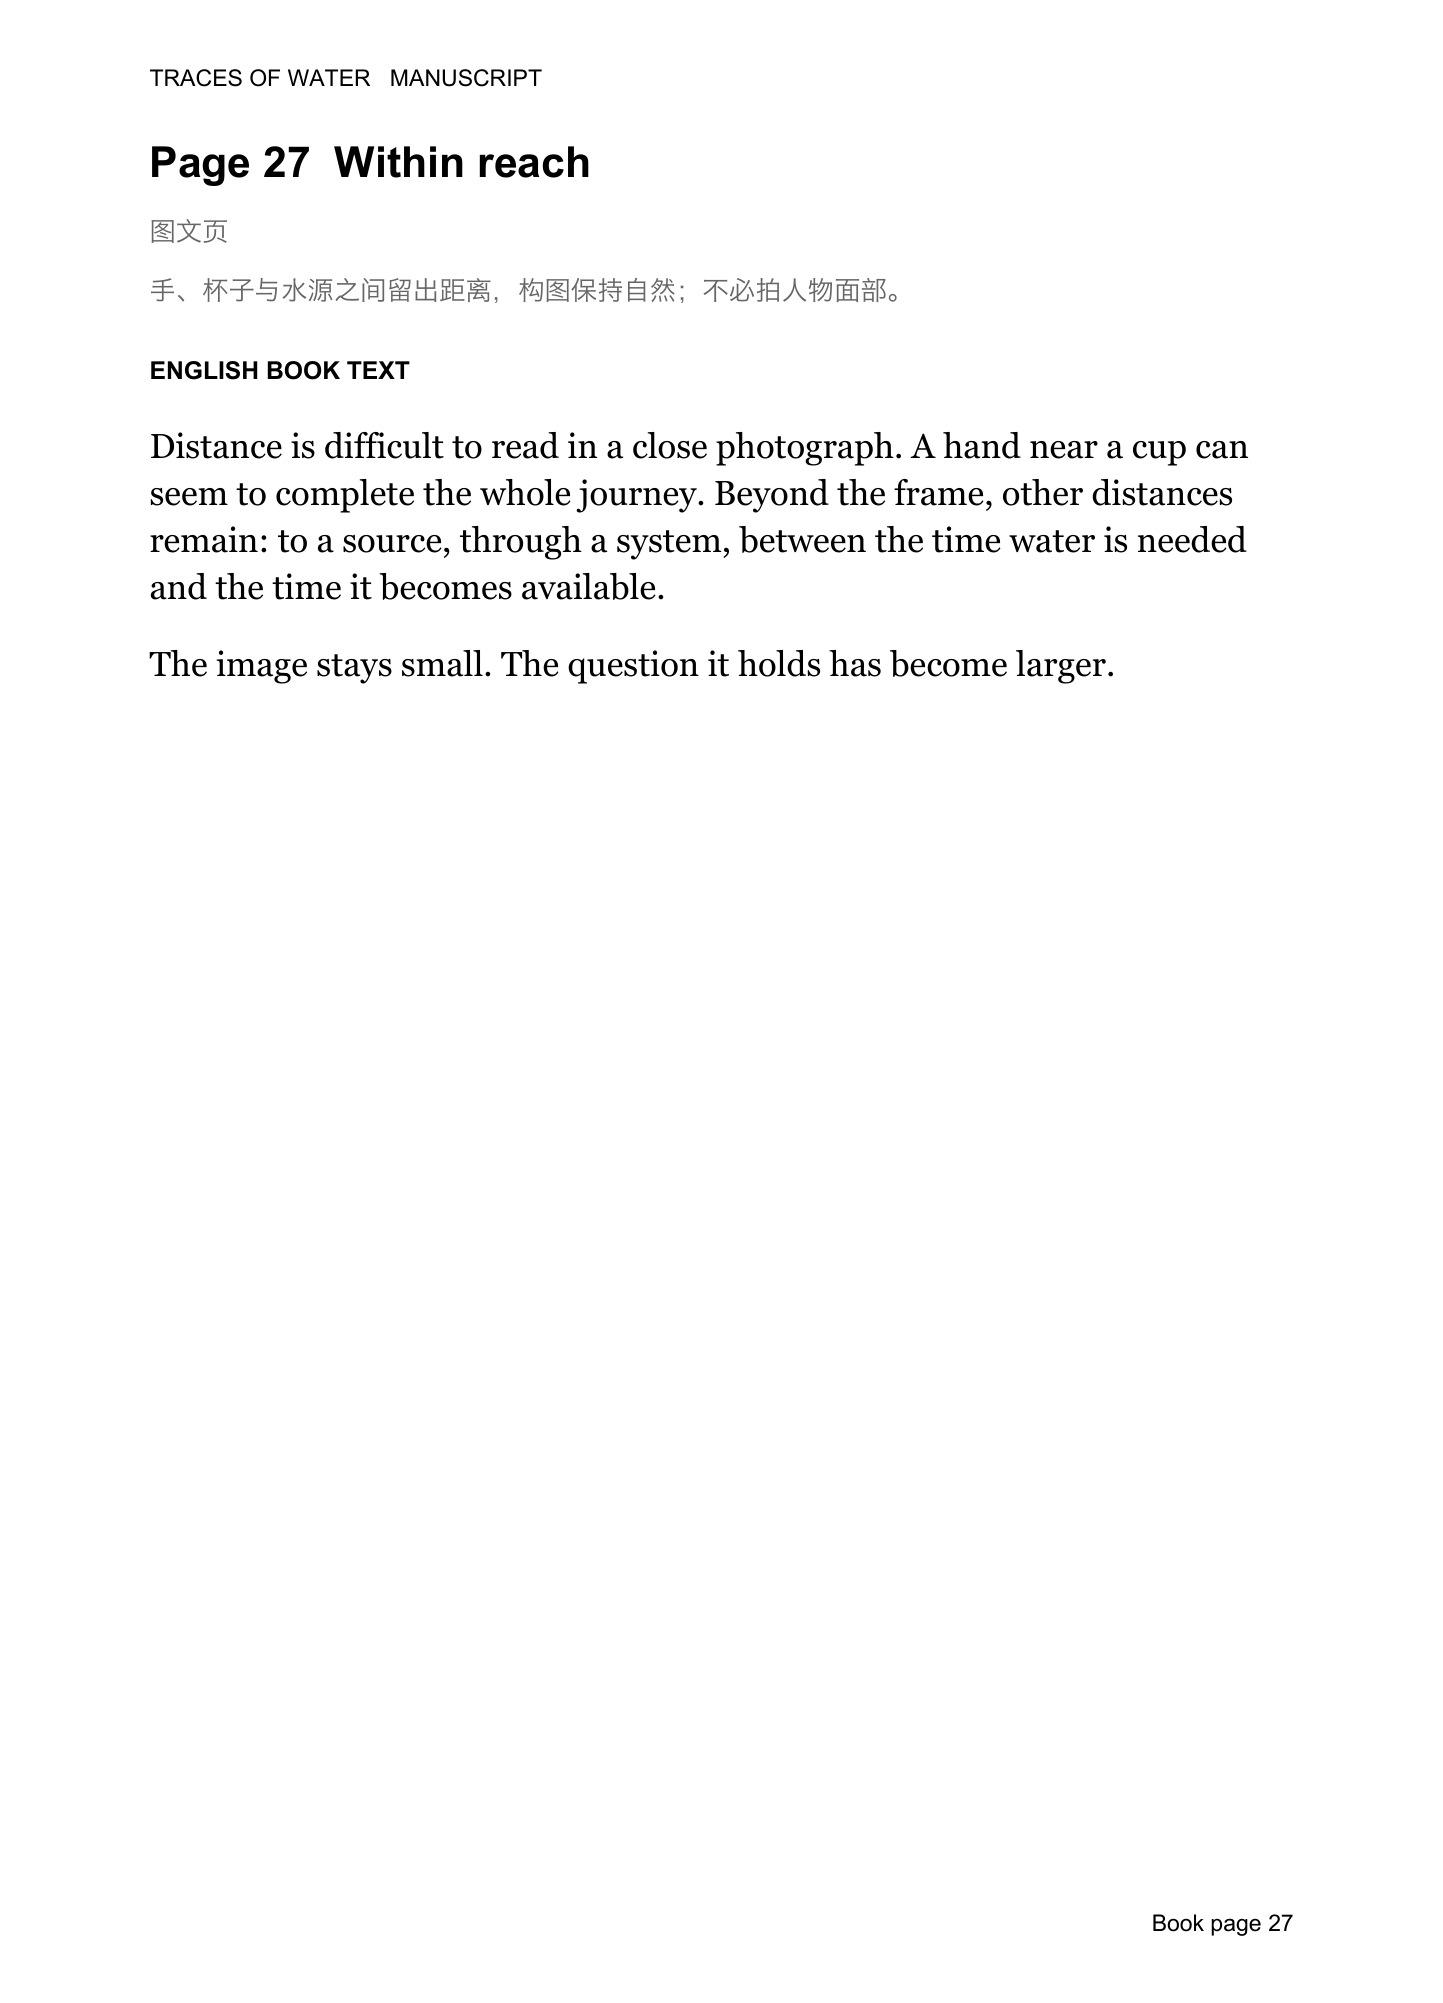 TRACES OF WATER MANUSCRIPT
Page 27 Within reach
图文页
手、杯子与水源之间留出距离，构图保持自然；不必拍人物面部。
ENGLISH BOOK TEXT
Distance is difficult to read in a close photograph. A hand near a cup can
seem to complete the whole journey. Beyond the frame, other distances
remain: to a source, through a system, between the time water is needed
and the time it becomes available.
The image stays small. The question it holds has become larger.
Book page 27